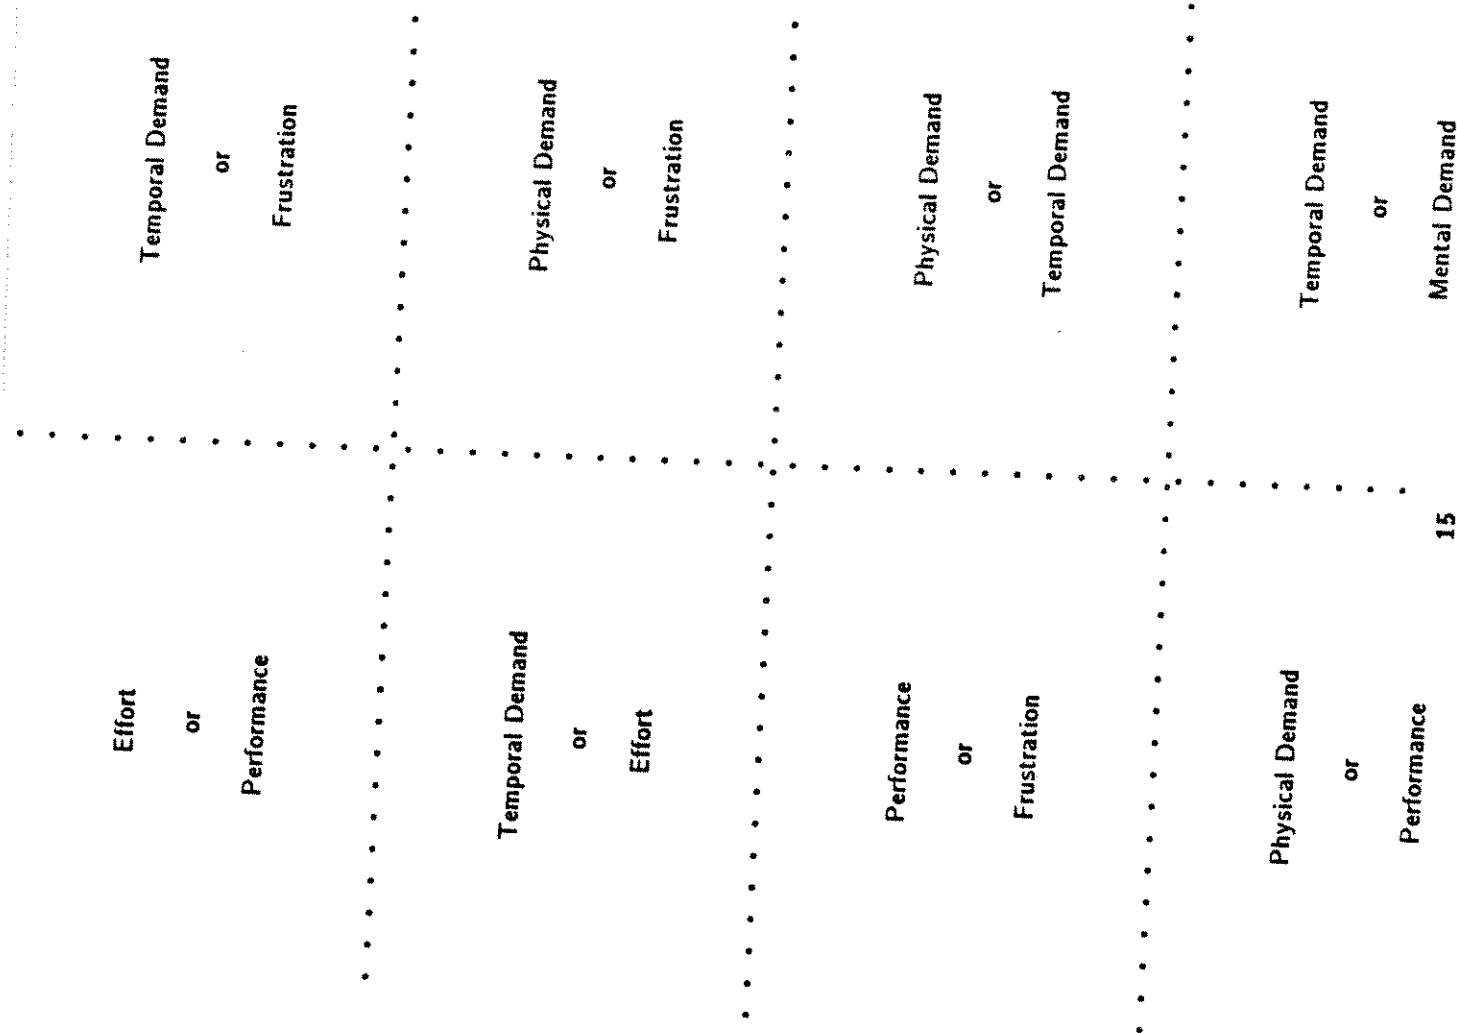 Effort
or
Performance
Temporal Demand
or
Frustration
Temporal Demand
or
Effort
Physical Demand
or
Frustration
Performance
or
Frustration
Physical Demand
or
Temporal Demand
Physical Demand
or
Performance
Temporal Demand
or
Mental Demand
15